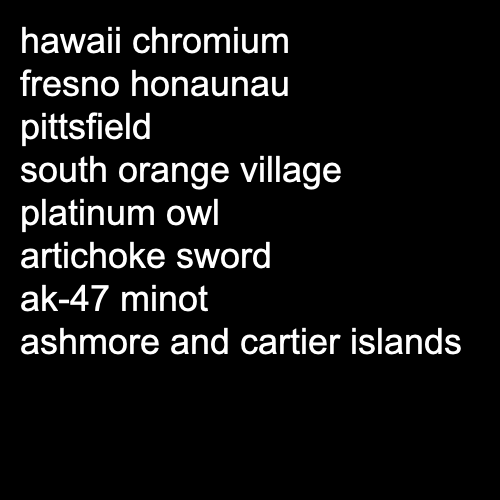 hawaii chromium
fresno honaunau
pittsfield
south orange village
platinum owl
artichoke sword
ak-47 minot
ashmore and cartier islands